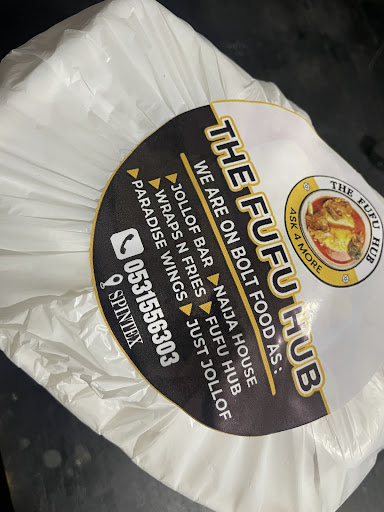 THE FUFU HUB
ASK 4 MORE
THE FUFU HUB
WE ARE ON BOLT FOOD AS :
JOLLOF BAR
NAIJA HOUSE
WRAPS N FRIES
FUFU HUB
PARADISE WINGS
JUST JOLLOF
0531556303
SPINTEX